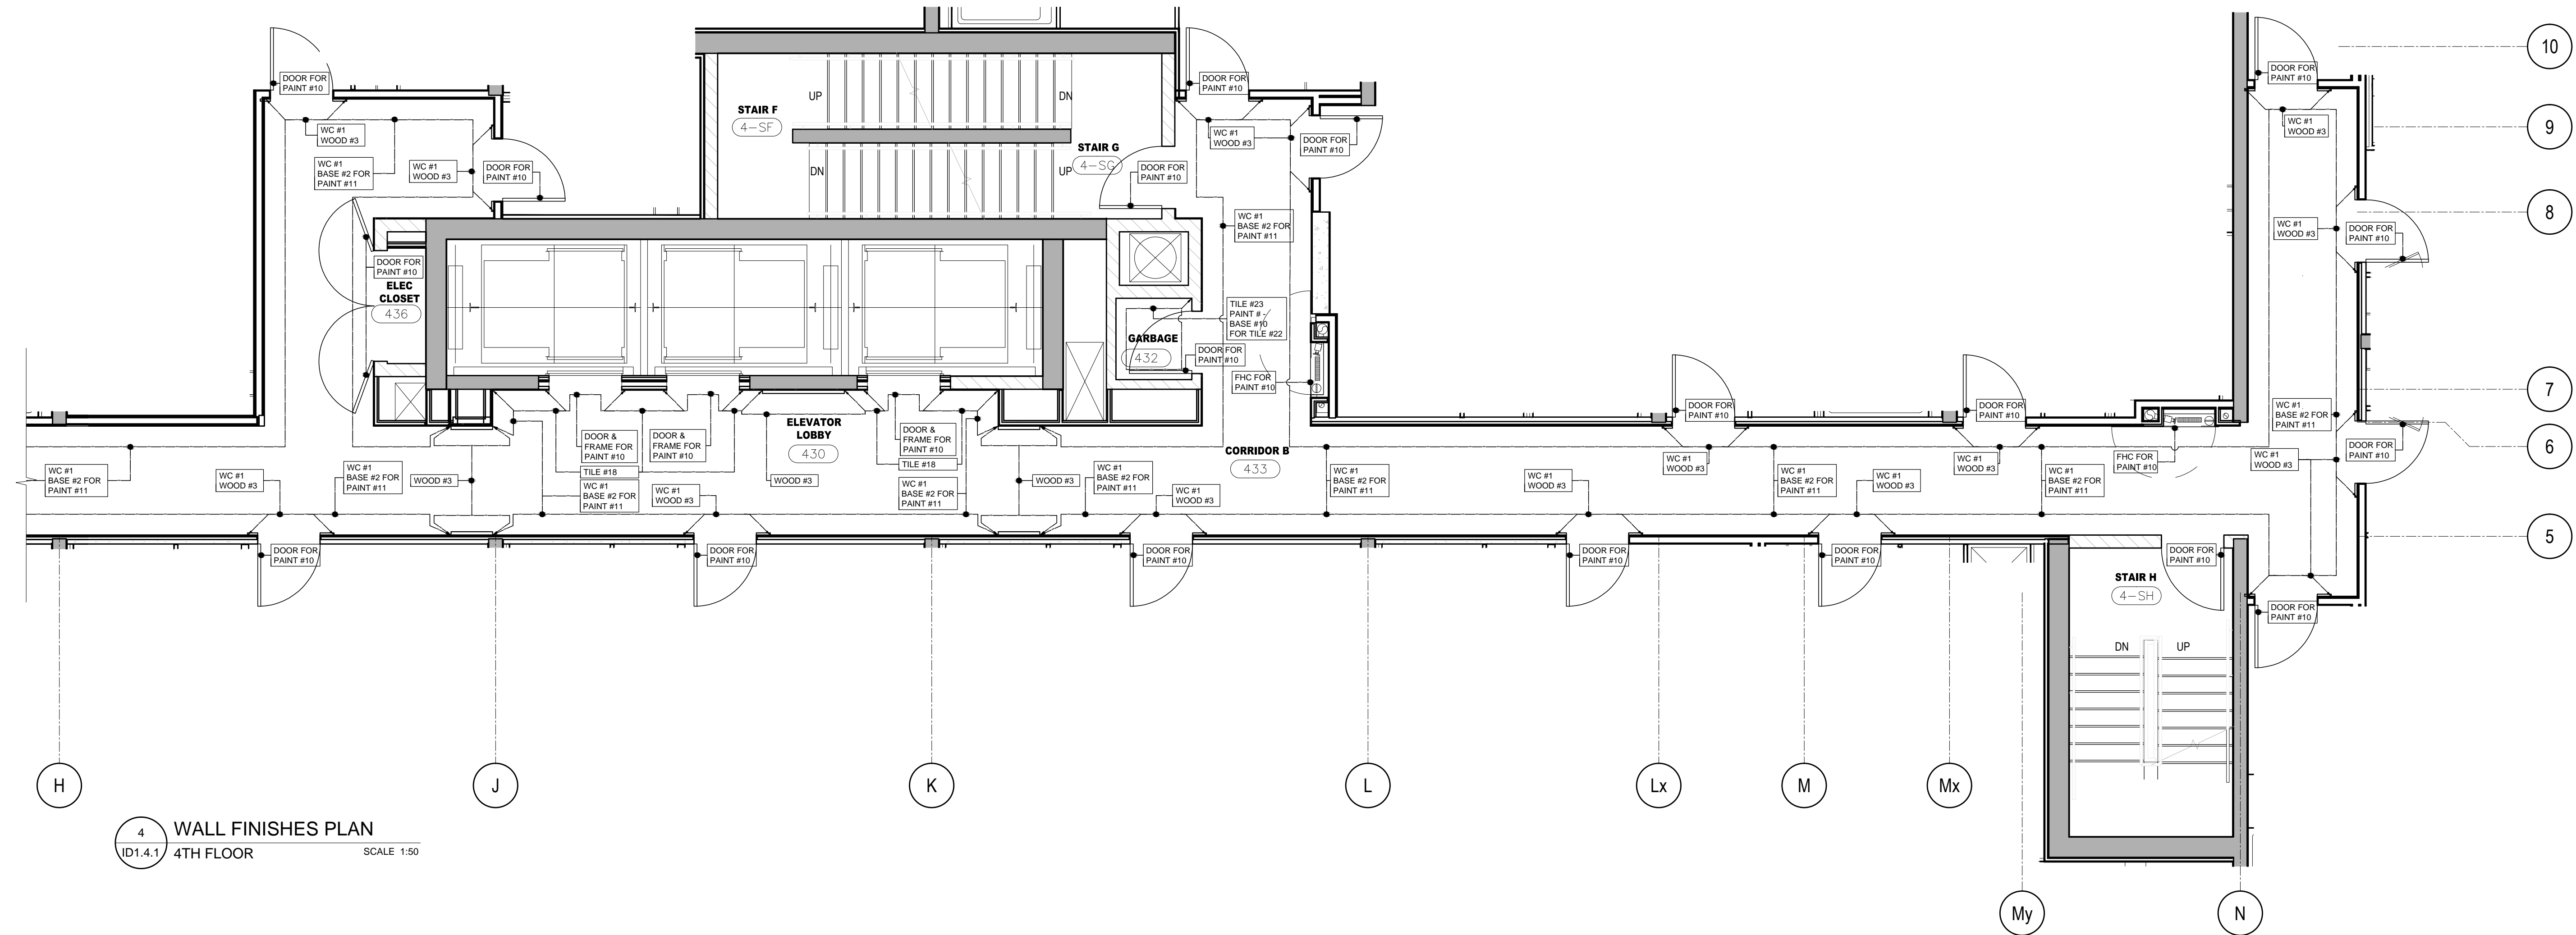 10
DOOR FOR
PAINT #10
DOOR FOR
PAINT #10
DOOR FOR
PAINT #10
STAIR F
4-SF
UP
DN
9
WC #1
WOOD #3
WC #1
WOOD #3
DOOR FOR
PAINT #10
WC #1
WOOD #3
WC #1
BASE #2 FOR
PAINT #11
WC #1
WOOD #3
DOOR FOR
PAINT #10
DN
UP
STAIR G
4-SG
DOOR FOR
PAINT #10
8
WC #1
BASE #2 FOR
PAINT #11
WC #1
WOOD #3
DOOR FOR
PAINT #10
DOOR FOR
PAINT #10
ELEC
CLOSET
436
TILE #23
PAINT # -
BASE #10
FOR TILE #22
GARBAGE
432
DOOR FOR
PAINT #10
FHC FOR
PAINT #10
7
DOOR FOR
PAINT #10
DOOR FOR
PAINT #10
WC #1
BASE #2 FOR
PAINT #11
DOOR &
FRAME FOR
PAINT #10
DOOR &
FRAME FOR
PAINT #10
ELEVATOR
LOBBY
430
DOOR &
FRAME FOR
PAINT #10
TILE #18
TILE #18
CORRIDOR B
433
6
DOOR FOR
PAINT #10
WC #1
BASE #2 FOR
PAINT #11
WC #1
WOOD #3
WC #1
BASE #2 FOR
PAINT #11
WOOD #3
WC #1
BASE #2 FOR
PAINT #11
WC #1
WOOD #3
WOOD #3
WC #1
BASE #2 FOR
PAINT #11
WOOD #3
WC #1
BASE #2 FOR
PAINT #11
WC #1
WOOD #3
WC #1
BASE #2 FOR
PAINT #11
WC #1
WOOD #3
WC #1
WOOD #3
WC #1
BASE #2 FOR
PAINT #11
WC #1
WOOD #3
WC #1
WOOD #3
WC #1
BASE #2 FOR
PAINT #11
FHC FOR
PAINT #10
WC #1
WOOD #3
5
DOOR FOR
PAINT #10
DOOR FOR
PAINT #10
DOOR FOR
PAINT #10
DOOR FOR
PAINT #10
DOOR FOR
PAINT #10
DOOR FOR
PAINT #10
STAIR H
4-SH
DOOR FOR
PAINT #10
DN
UP
H
J
K
L
Lx
M
Mx
My
N
4
ID1.4.1
WALL FINISHES PLAN
4TH FLOOR
SCALE 1:50